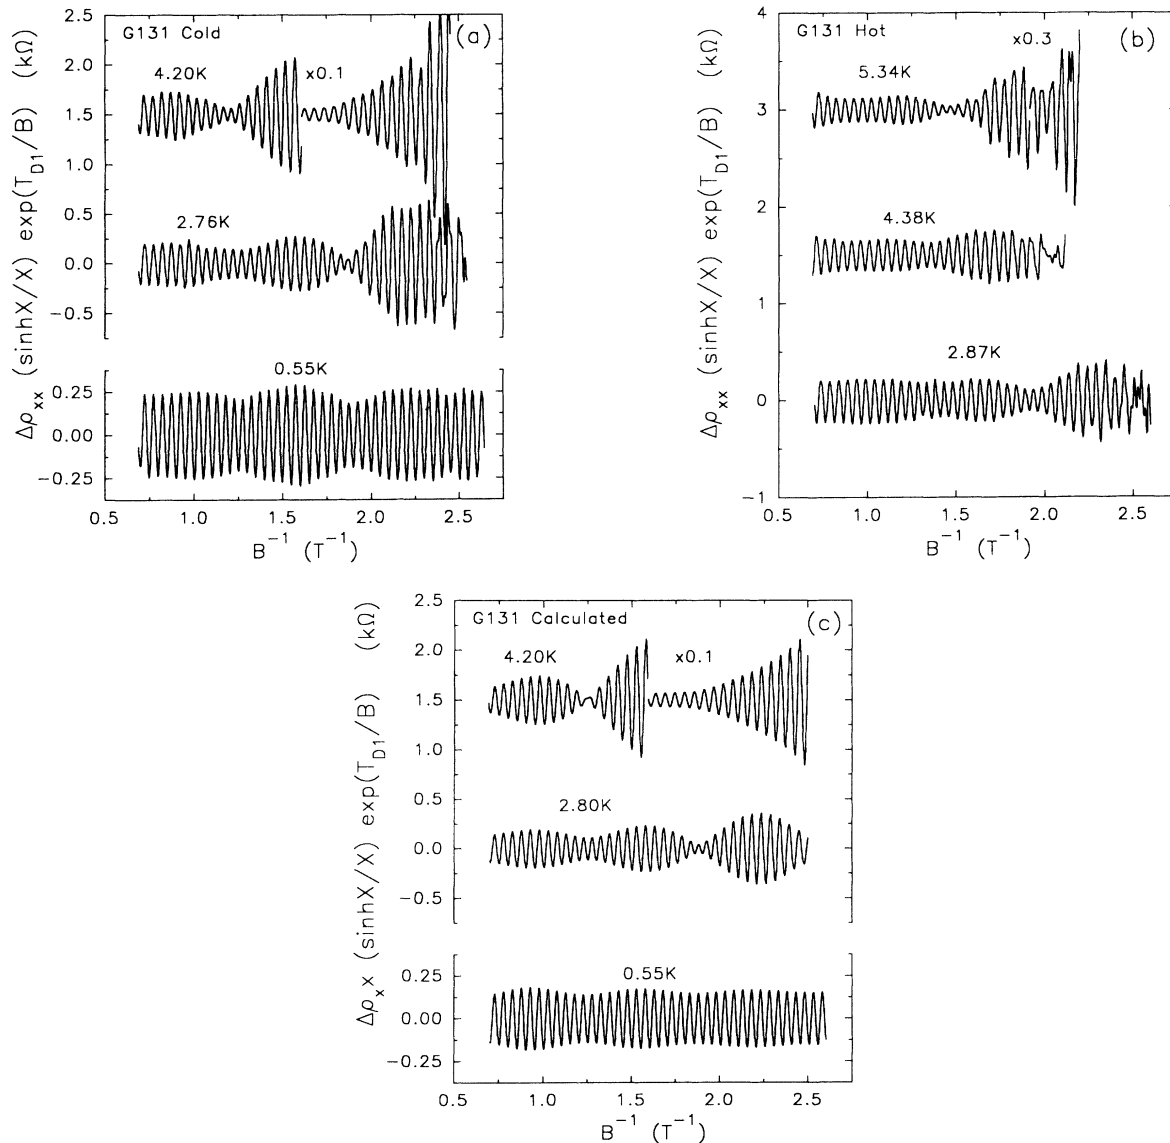 G131 Cold
(a)
4.20K
x0.1
2.76K
0.55K
2.5
2.0
1.5
1.0
0.5
0.0
−0.5
0.25
0.00
−0.25
0.5
1.0
1.5
2.0
2.5
B⁻¹ (T⁻¹)
Δρxx (sinhX/X) exp(T_D1/B) (kΩ)
G131 Hot
(b)
x0.3
5.34K
4.38K
2.87K
4
3
2
1
0
−1
0.5
1.0
1.5
2.0
2.5
B⁻¹ (T⁻¹)
Δρxx (sinhX/X) exp(T_D1/B) (kΩ)
G131 Calculated
(c)
4.20K
x0.1
2.80K
0.55K
2.5
2.0
1.5
1.0
0.5
0.0
−0.5
0.25
0.00
−0.25
0.5
1.0
1.5
2.0
2.5
B⁻¹ (T⁻¹)
Δρxx (sinhX/X) exp(T_D1/B) (kΩ)